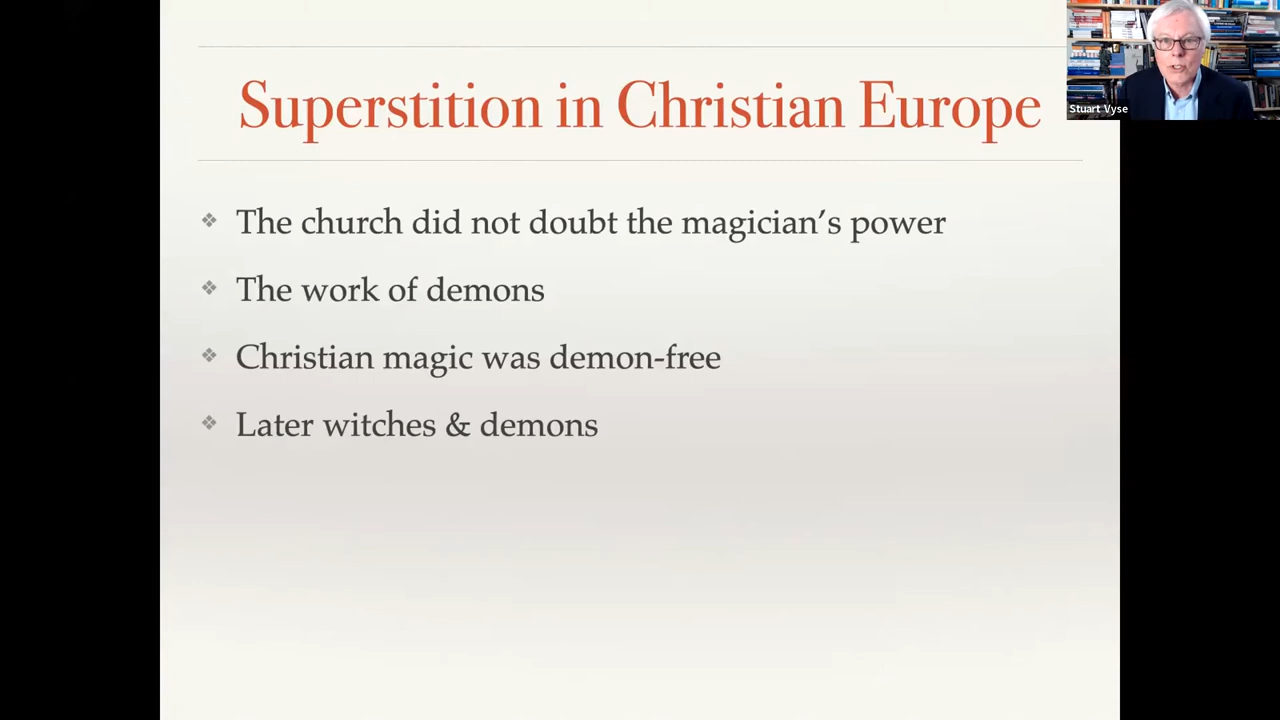 Superstition in Christian Europe
Stuart Vyse
❖ The church did not doubt the magician’s power
❖ The work of demons
❖ Christian magic was demon-free
❖ Later witches & demons